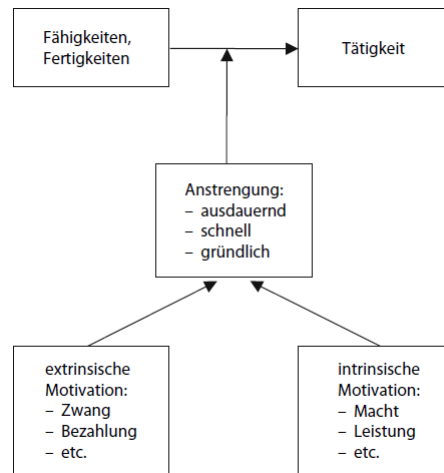 Fähigkeiten,
Fertigkeiten
Tätigkeit
Anstrengung:
– ausdauernd
– schnell
– gründlich
extrinsische
Motivation:
– Zwang
– Bezahlung
– etc.
intrinsische
Motivation:
– Macht
– Leistung
– etc.